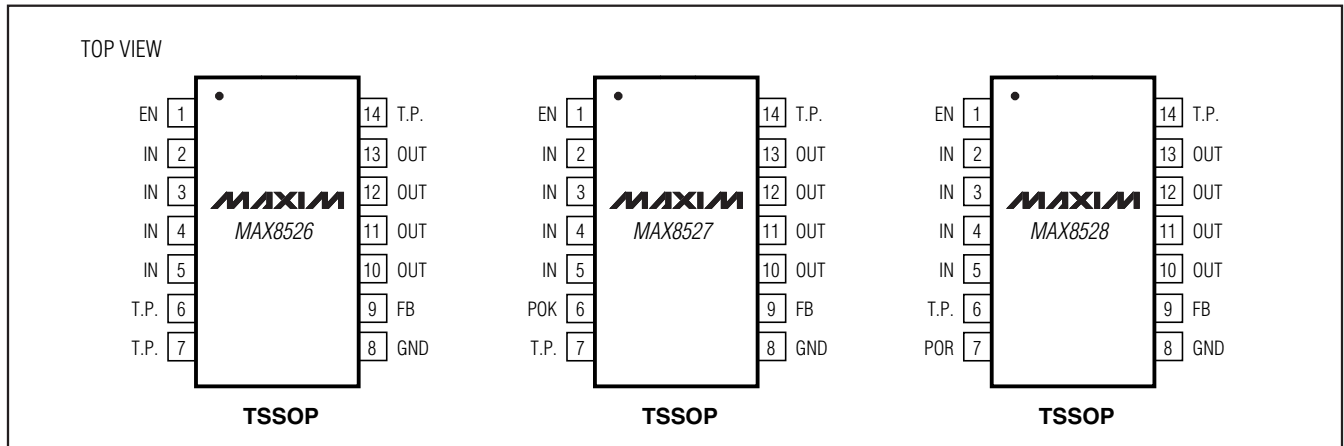 TOP VIEW
EN 1 14 T.P. EN 1 14 T.P. EN 1 14 T.P.
IN 2 13 OUT IN 2 13 OUT IN 2 13 OUT
IN 3 MAXIM 12 OUT IN 3 MAXIM 12 OUT IN 3 MAXIM 12 OUT
IN 4 MAX8526 11 OUT IN 4 MAX8527 11 OUT IN 4 MAX8528 11 OUT
IN 5 10 OUT IN 5 10 OUT IN 5 10 OUT
T.P. 6 9 FB POK 6 9 FB T.P. 6 9 FB
T.P. 7 8 GND T.P. 7 8 GND POR 7 8 GND
TSSOP TSSOP TSSOP